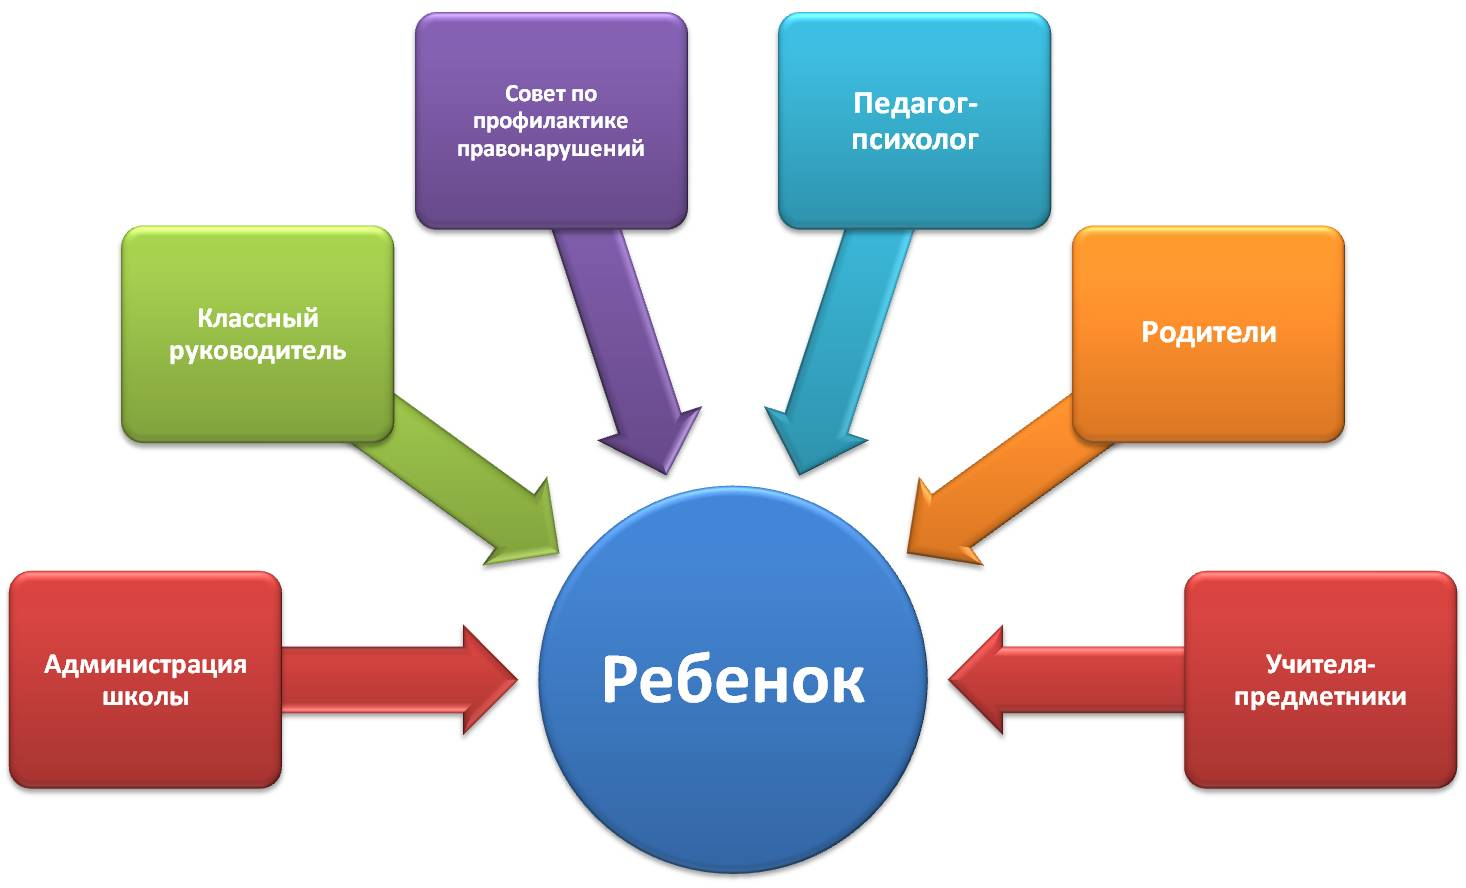 Совет по
профилактике
правонарушений
Педагог-
психолог
Классный
руководитель
Родители
Администрация
школы
Ребенок
Учителя-
предметники